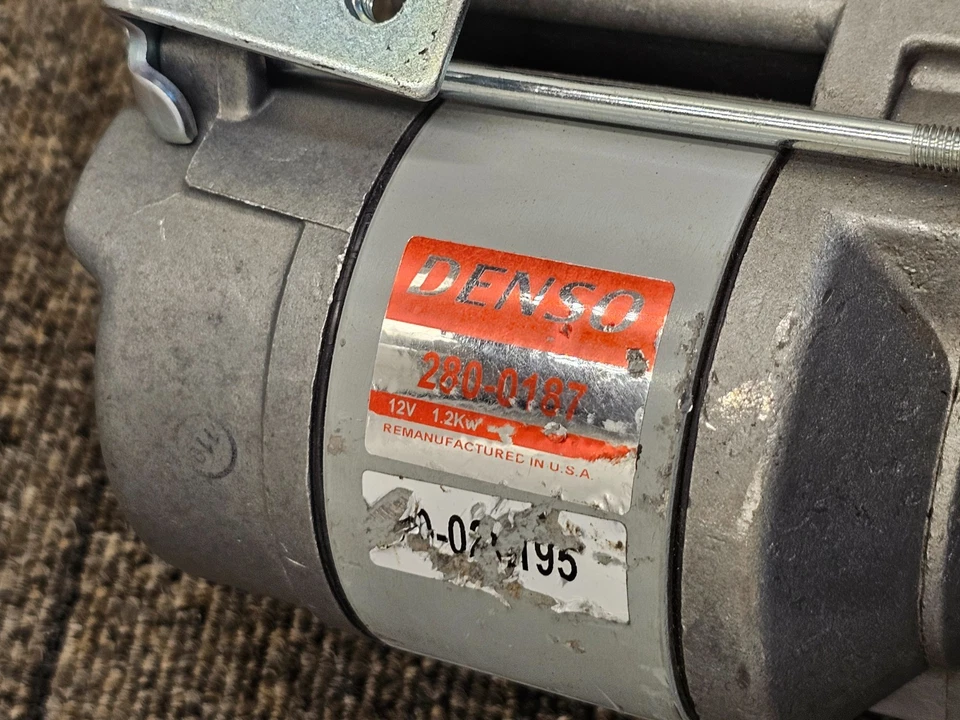 DENSO
280-0187
12V 1.2Kw
REMANUFACTURED IN U.S.A.